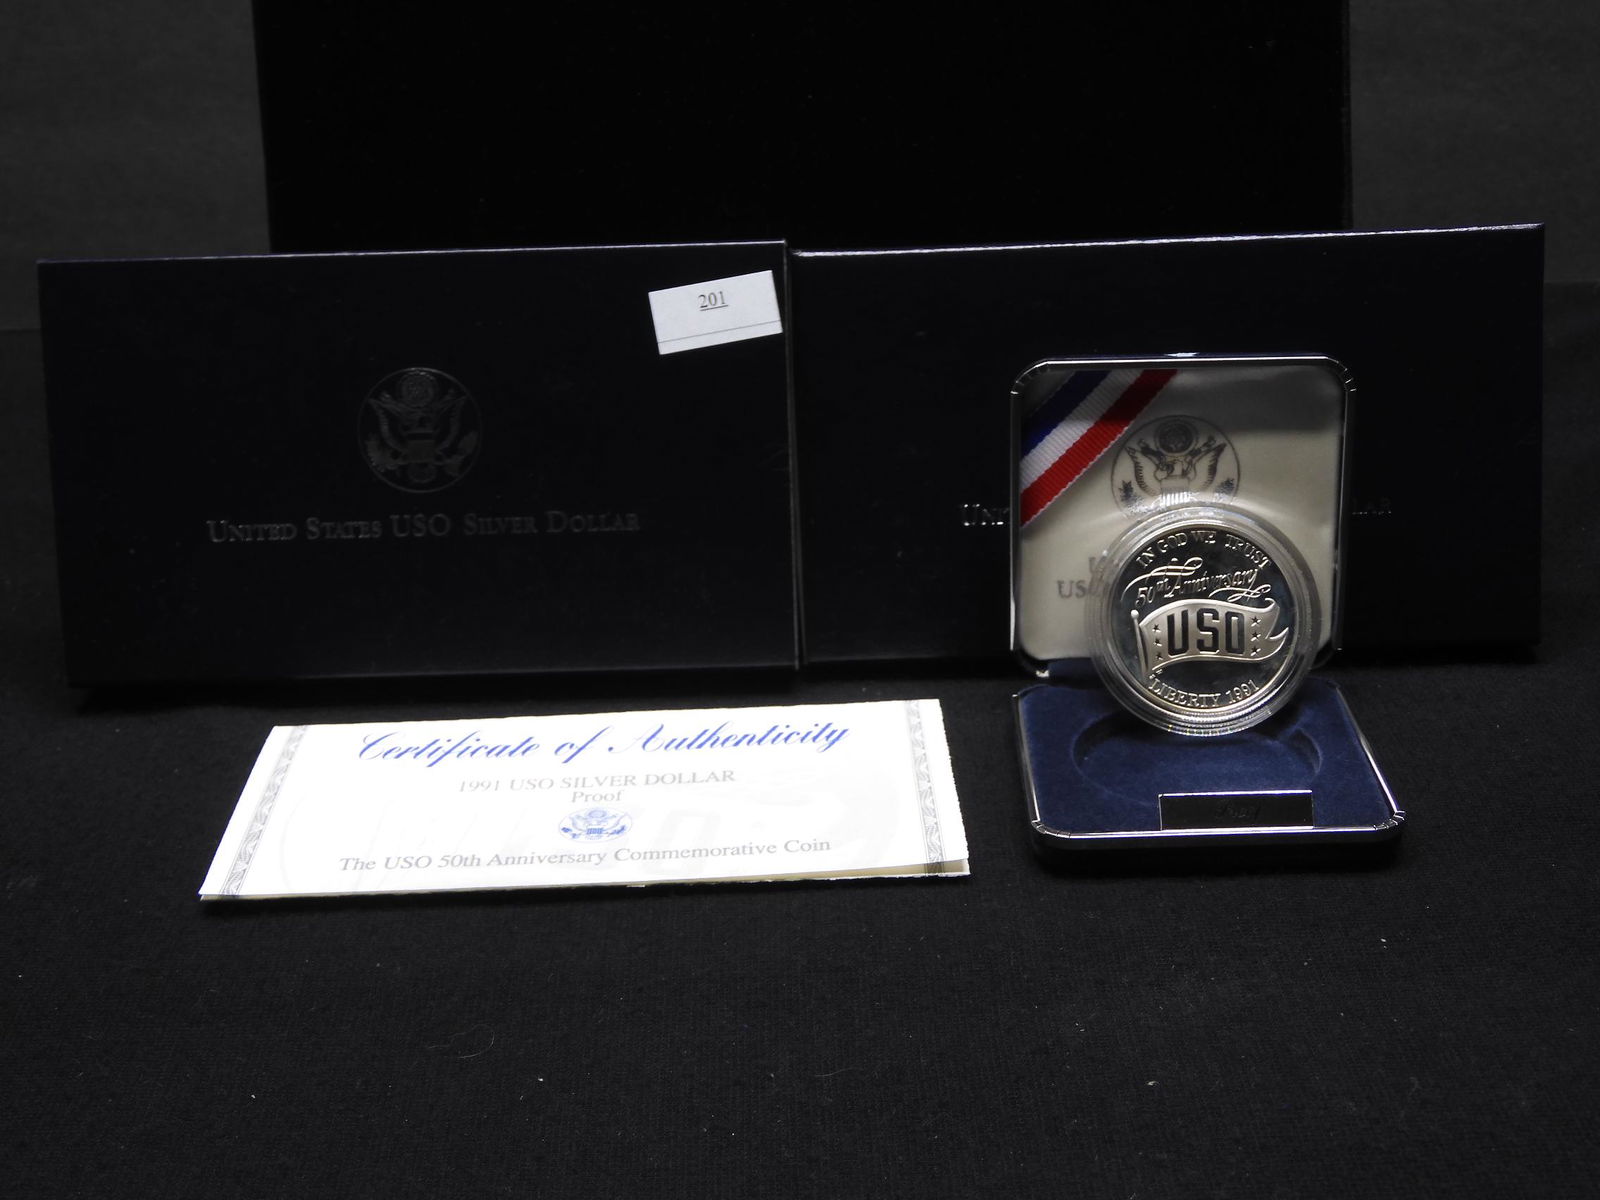 201
UNITED STATES USO SILVER DOLLAR
IN GOD WE TRUST
50th Anniversary
USO
LIBERTY 1991
Certificate of Authenticity
1991 USO SILVER DOLLAR
Proof
The USO 50th Anniversary Commemorative Coin